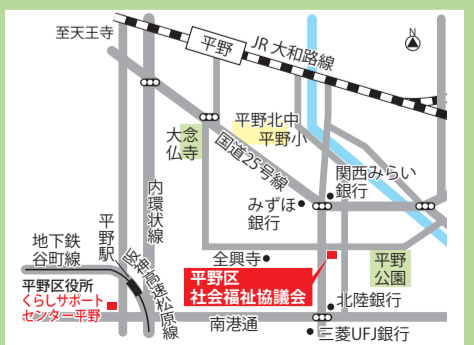 至天王寺
平野
JR大和路線
N
平野北中
平野小
大念
仏寺
国道25号線
関西みらい
銀行
みずほ
銀行
内環状線
平野駅
地下鉄
谷町線
阪神高速松原線
全興寺
平野
公園
平野区
社会福祉協議会
平野区役所
くらしサポート
センター平野
北陸銀行
南港通
三菱UFJ銀行